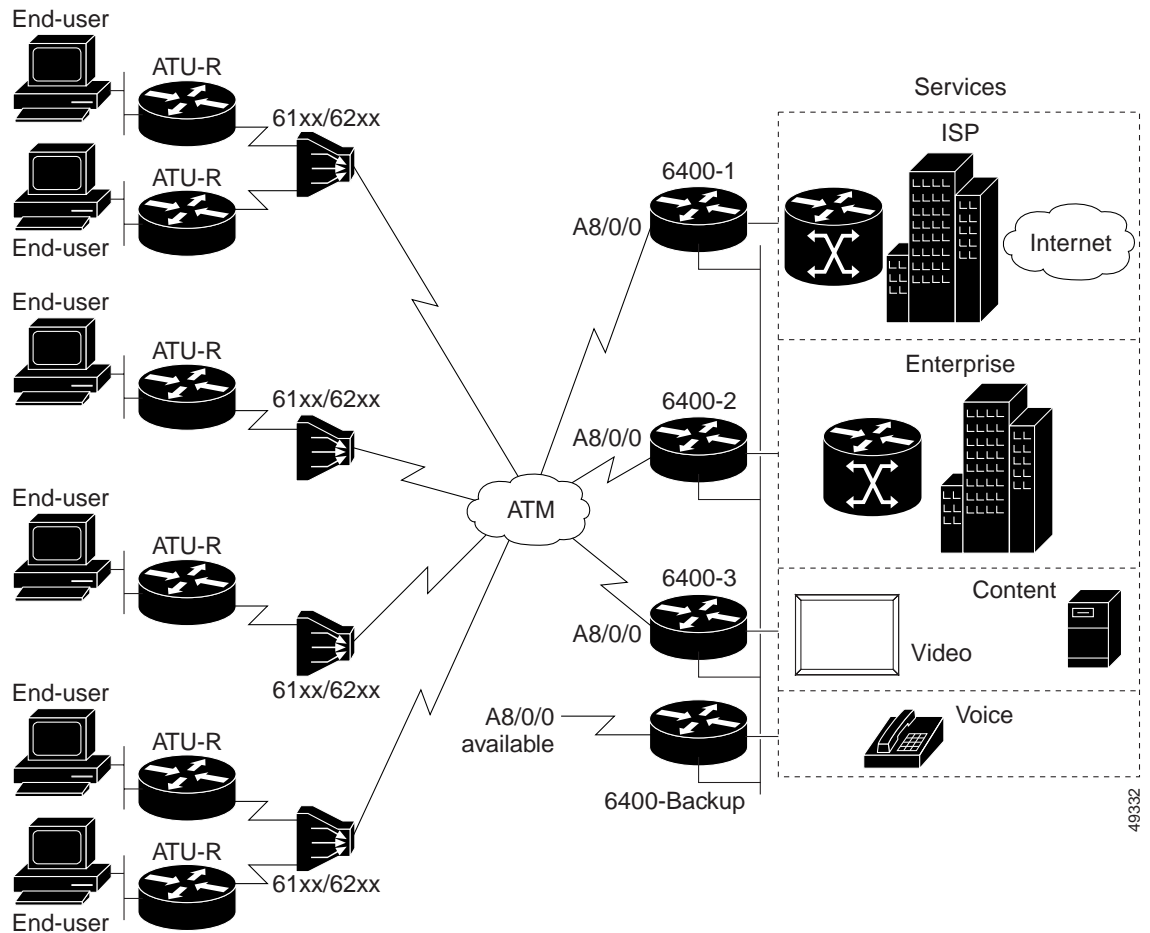 End-user
ATU-R
61xx/62xx
ATU-R
End-user
End-user
ATU-R
61xx/62xx
End-user
ATU-R
61xx/62xx
End-user
ATU-R
ATU-R
61xx/62xx
End-user
ATM
6400-1
A8/0/0
6400-2
A8/0/0
6400-3
A8/0/0
A8/0/0
available
6400-Backup
Services
ISP
Internet
Enterprise
Content
Video
Voice
49332